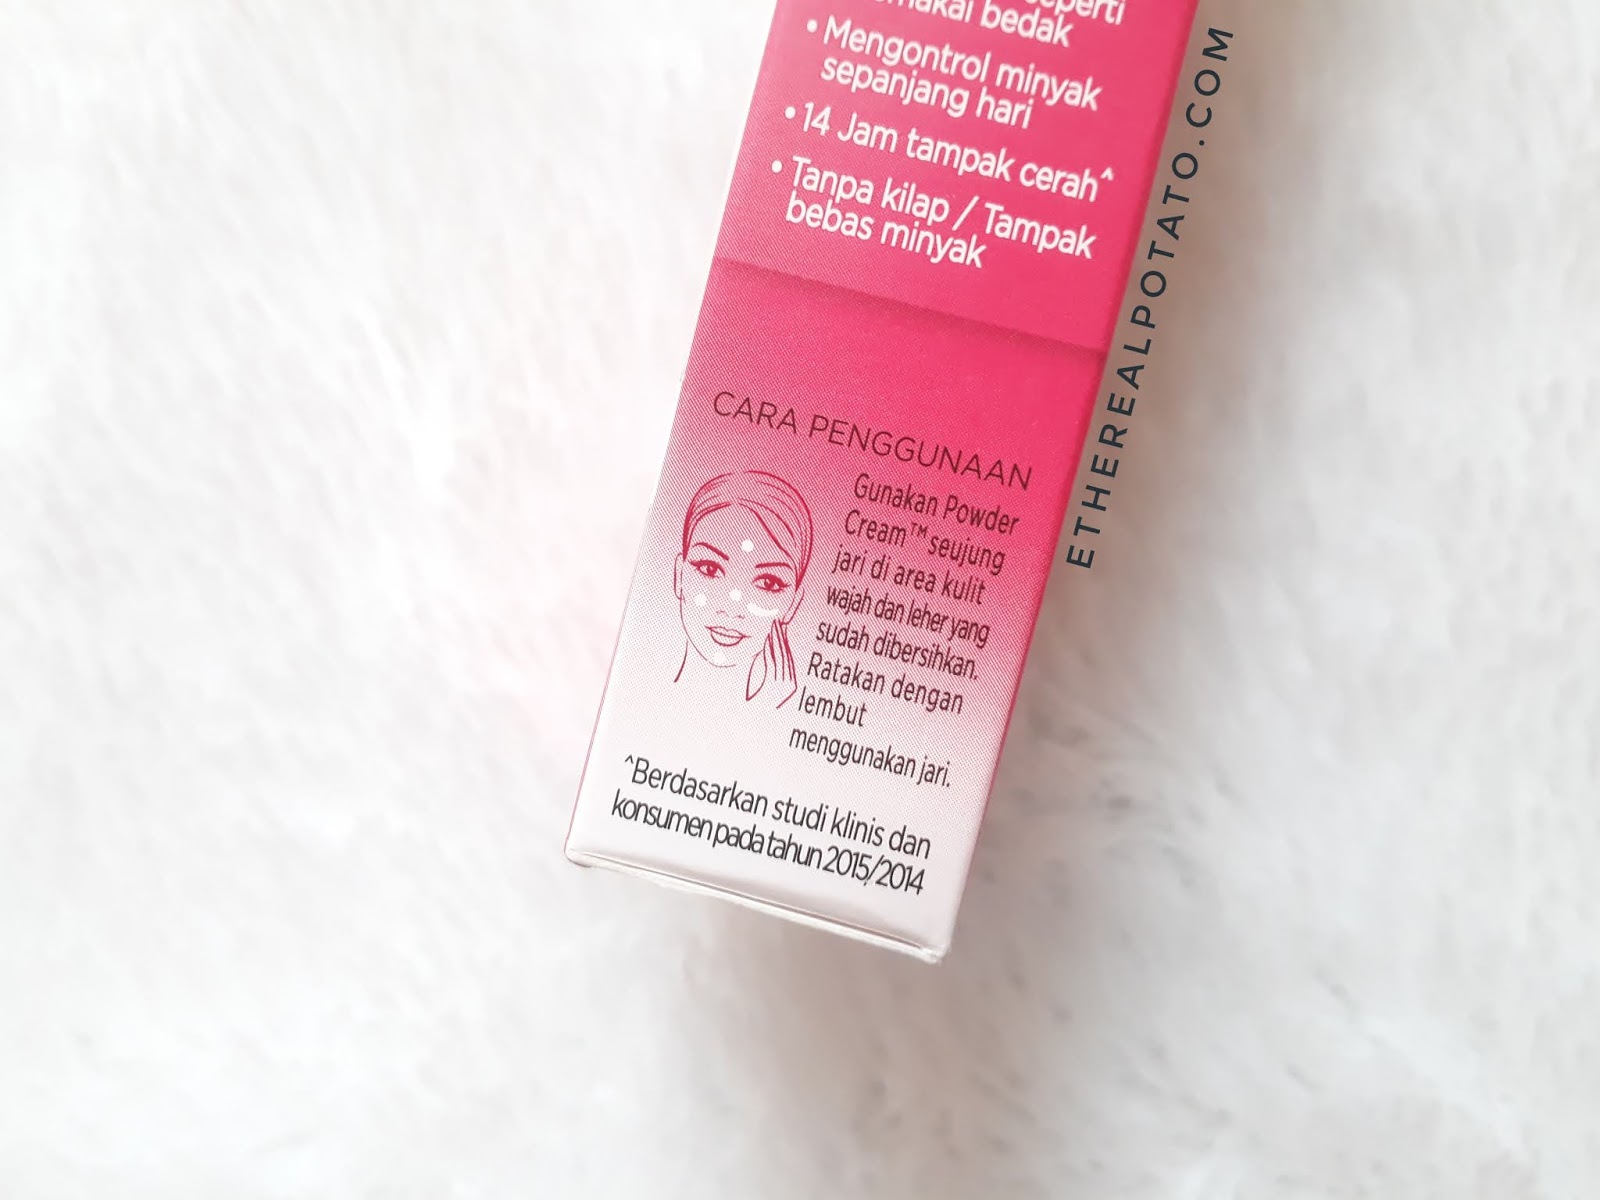 bedak
• Mengontrol minyak
sepanjang hari
• 14 Jam tampak cerah^
• Tanpa kilap / Tampak
bebas minyak
CARA PENGGUNAAN
Gunakan Powder
Cream™ seujung
jari di area kulit
wajah dan leher yang
sudah dibersihkan.
Ratakan dengan
lembut
menggunakan jari.
^Berdasarkan studi klinis dan
konsumen pada tahun 2015/2014
ETHEREALPOTATO.COM